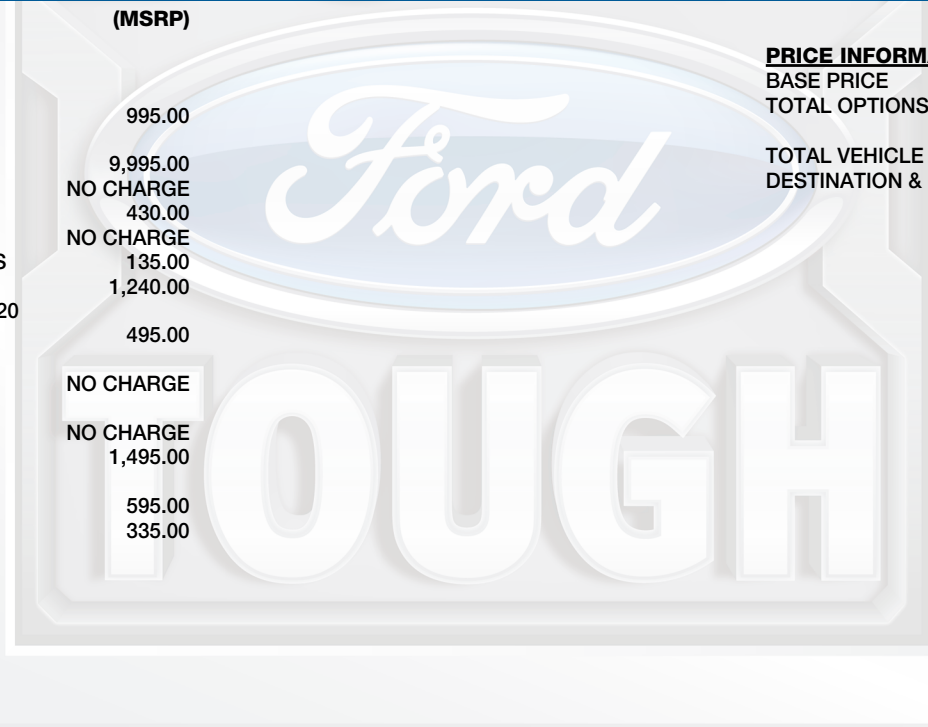 (MSRP)
995.00
9,995.00
NO CHARGE
430.00
NO CHARGE
S 135.00
1,240.00
20
495.00
NO CHARGE
NO CHARGE
1,495.00
595.00
335.00
PRICE INFORMA
BASE PRICE
TOTAL OPTIONS
TOTAL VEHICLE
DESTINATION &
Ford
TOUGH